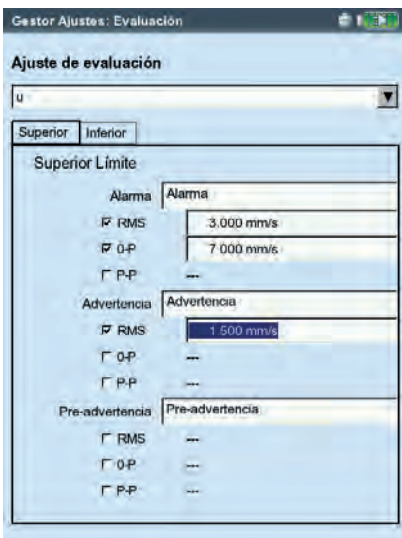 Gestor Ajustes: Evaluación
Ajuste de evaluación
u
Superior Inferior
Superior Límite
Alarma Alarma
RMS 3.000 mm/s
0-P 7.000 mm/s
P-P ---
Advertencia Advertencia
RMS 1.500 mm/s
0-P ---
P-P ---
Pre-advertencia Pre-advertencia
RMS ---
0-P ---
P-P ---